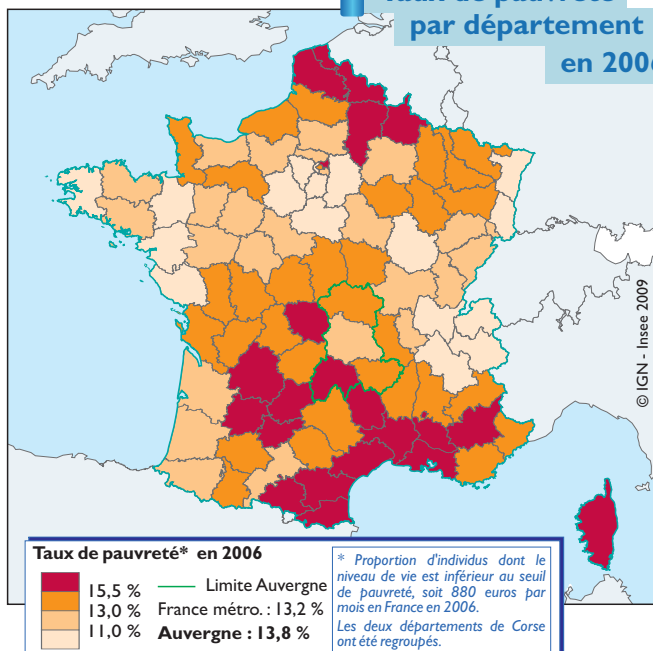 Taux de pauvreté
par département
en 2006
© IGN - Insee 2009
Taux de pauvreté* en 2006
15,5 %
13,0 %
11,0 %
Limite Auvergne
France métro. : 13,2 %
Auvergne : 13,8 %
* Proportion d'individus dont le
niveau de vie est inférieur au seuil
de pauvreté, soit 880 euros par
mois en France en 2006.
Les deux départements de Corse
ont été regroupés.